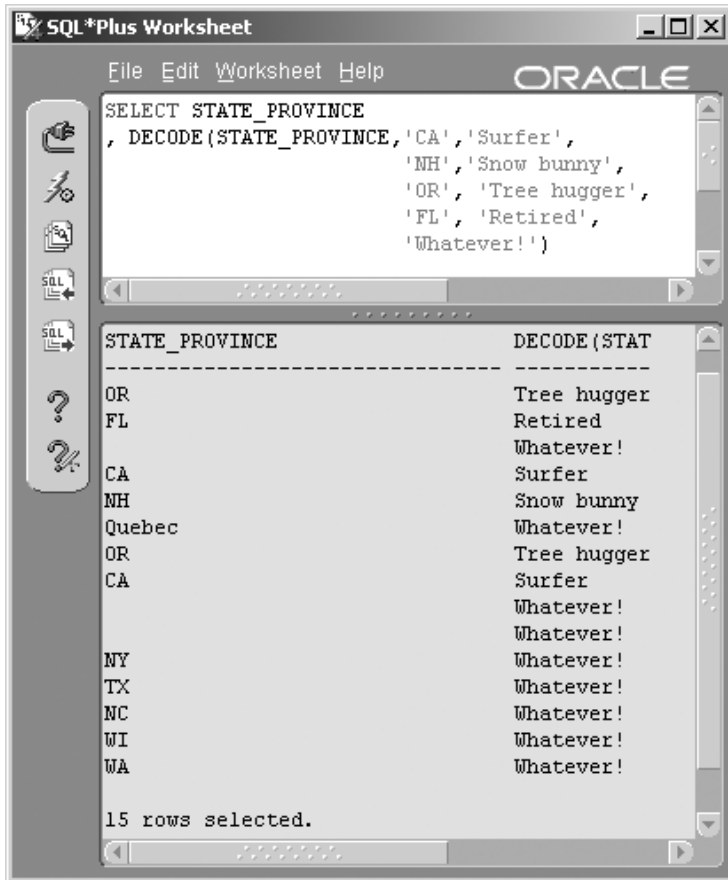 SQL*Plus Worksheet
File Edit Worksheet Help
ORACLE
SELECT STATE_PROVINCE
, DECODE(STATE_PROVINCE,'CA','Surfer',
'NH','Snow bunny',
'OR', 'Tree hugger',
'FL', 'Retired',
'Whatever!')
STATE_PROVINCE DECODE(STAT
------------------------------ -----------
OR Tree hugger
FL Retired
Whatever!
CA Surfer
NH Snow bunny
Quebec Whatever!
OR Tree hugger
CA Surfer
Whatever!
Whatever!
NY Whatever!
TX Whatever!
NC Whatever!
WI Whatever!
WA Whatever!
15 rows selected.
SQL
SQL
SQL
?
?